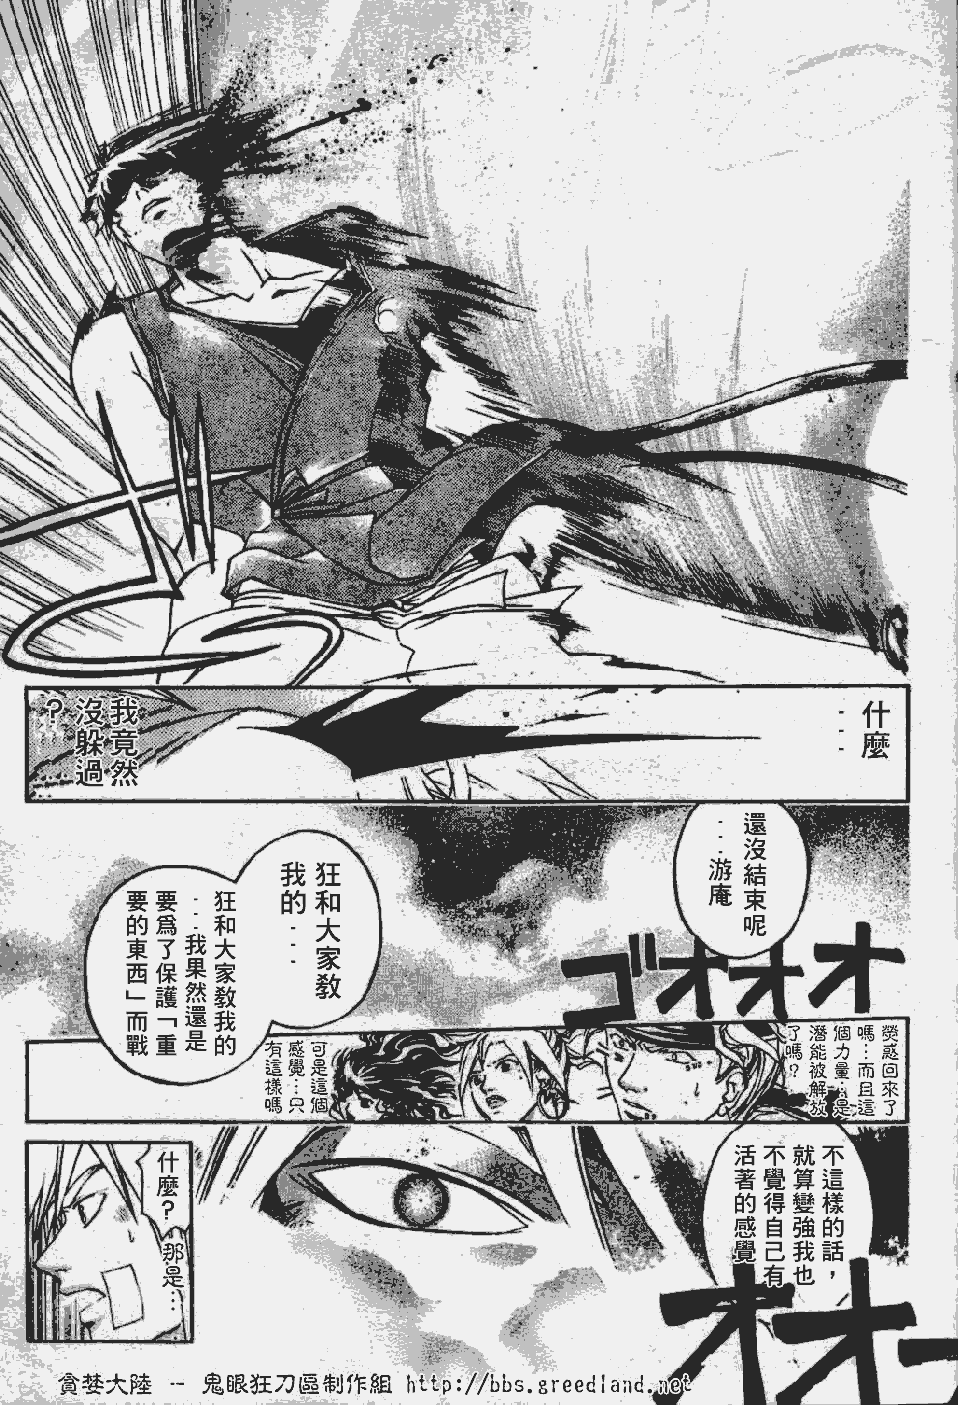 什麼
...
我竟然
沒躲過
？
還沒結束呢
...游庵
ゴオオオ
狂和大家教
我的...
狂和大家教我的
...我果然還是
要爲了保護「重
要的東西」而戰
熒惑回來了
嗎…而且這
個力量…是
潛能被解放
了嗎?
可是這個
感覺…只
有這樣嗎
不這樣的話，
就算變強我也
不覺得自己有
活著的感覺
オオ
什麼?
那是…
貪婪大陸 -- 鬼眼狂刀區制作組 http://bbs.greedland.net